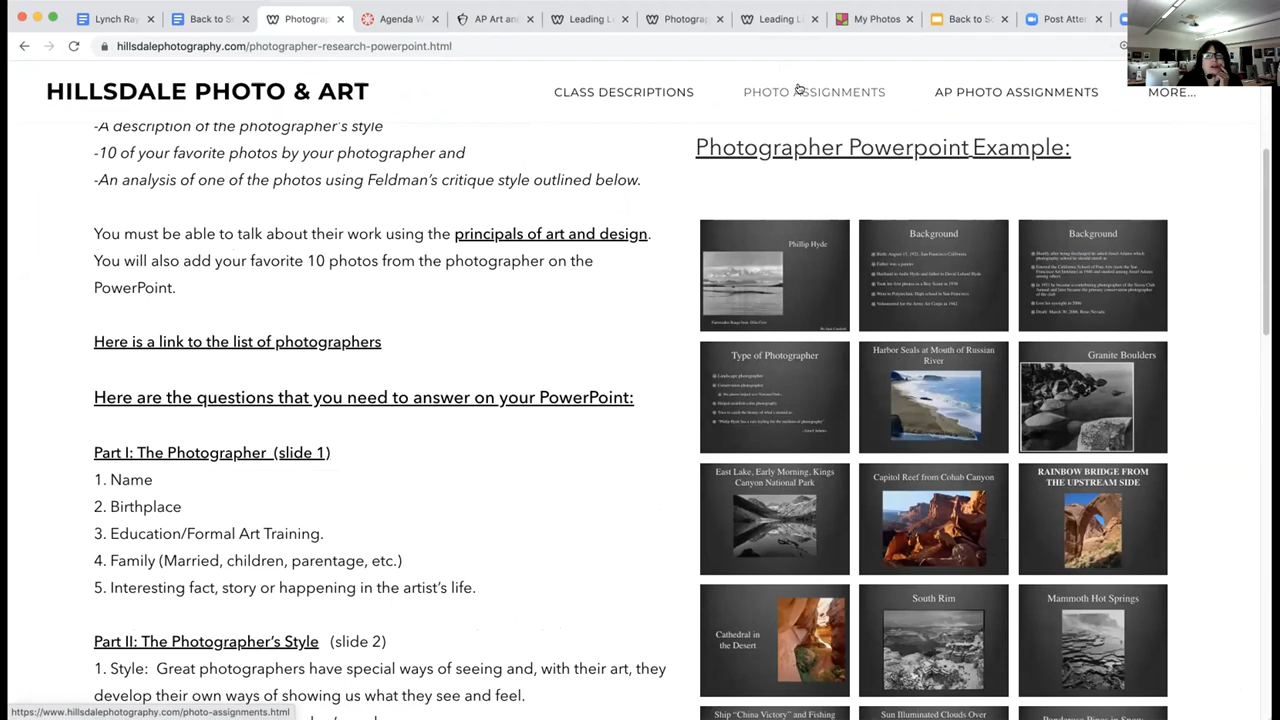 Lynch Ray
Back to S
Photograp
Agenda W
AP Art an
Leading L
Photograp
Leading L
My Photos
Back to S
Post Atte
hillsdalephotography.com/photographer-research-powerpoint.html
HILLSDALE PHOTO & ART
CLASS DESCRIPTIONS
PHOTO ASSIGNMENTS
AP PHOTO ASSIGNMENTS
MORE...
-A description of the photographer's style
-10 of your favorite photos by your photographer and
-An analysis of one of the photos using Feldman's critique style outlined below.
You must be able to talk about their work using the principals of art and design.
You will also add your favorite 10 photos from the photographer on the
PowerPoint.
Here is a link to the list of photographers
Here are the questions that you need to answer on your PowerPoint:
Part I: The Photographer (slide 1)
1. Name
2. Birthplace
3. Education/Formal Art Training.
4. Family (Married, children, parentage, etc.)
5. Interesting fact, story or happening in the artist's life.
Part II: The Photographer's Style (slide 2)
1. Style: Great photographers have special ways of seeing and, with their art, they
develop their own ways of showing us what they see and feel.
Photographer Powerpoint Example:
Phillip Hyde
Background
Background
Type of Photographer
Landscape photographer
Conservation photographer
Harbor Seals at Mouth of Russian
River
Granite Boulders
East Lake, Early Morning, Kings
Canyon National Park
Capitol Reef from Cohab Canyon
RAINBOW BRIDGE FROM
THE UPSTREAM SIDE
Cathedral in
the Desert
South Rim
Mammoth Hot Springs
Ship "China Victory" and Fishing
Sun Illuminated Clouds Over
Ponderosa Pines in Snow
https://www.hillsdalephotography.com/photo-assignments.html